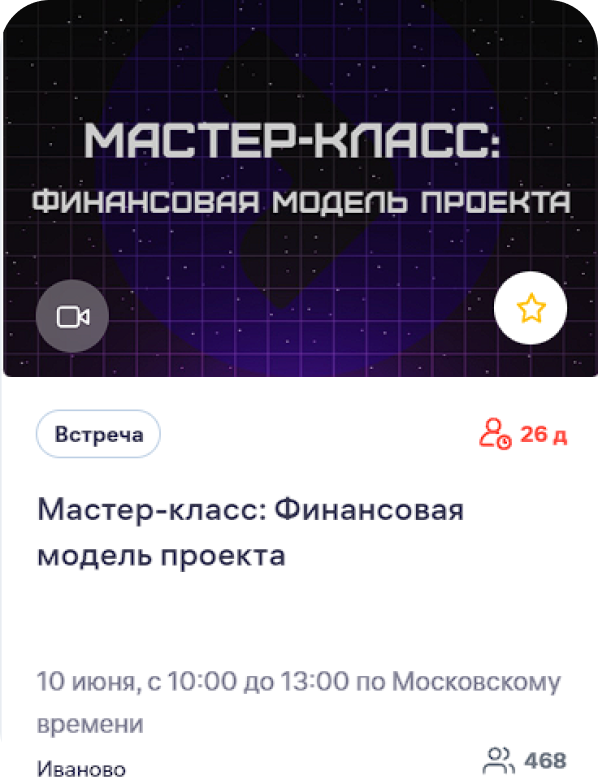 МАСТЕР-КЛАСС:
ФИНАНСОВАЯ МОДЕЛЬ ПРОЕКТА
Встреча
26 д
Мастер-класс: Финансовая
модель проекта
10 июня, с 10:00 до 13:00 по Московскому
времени
Иваново
468